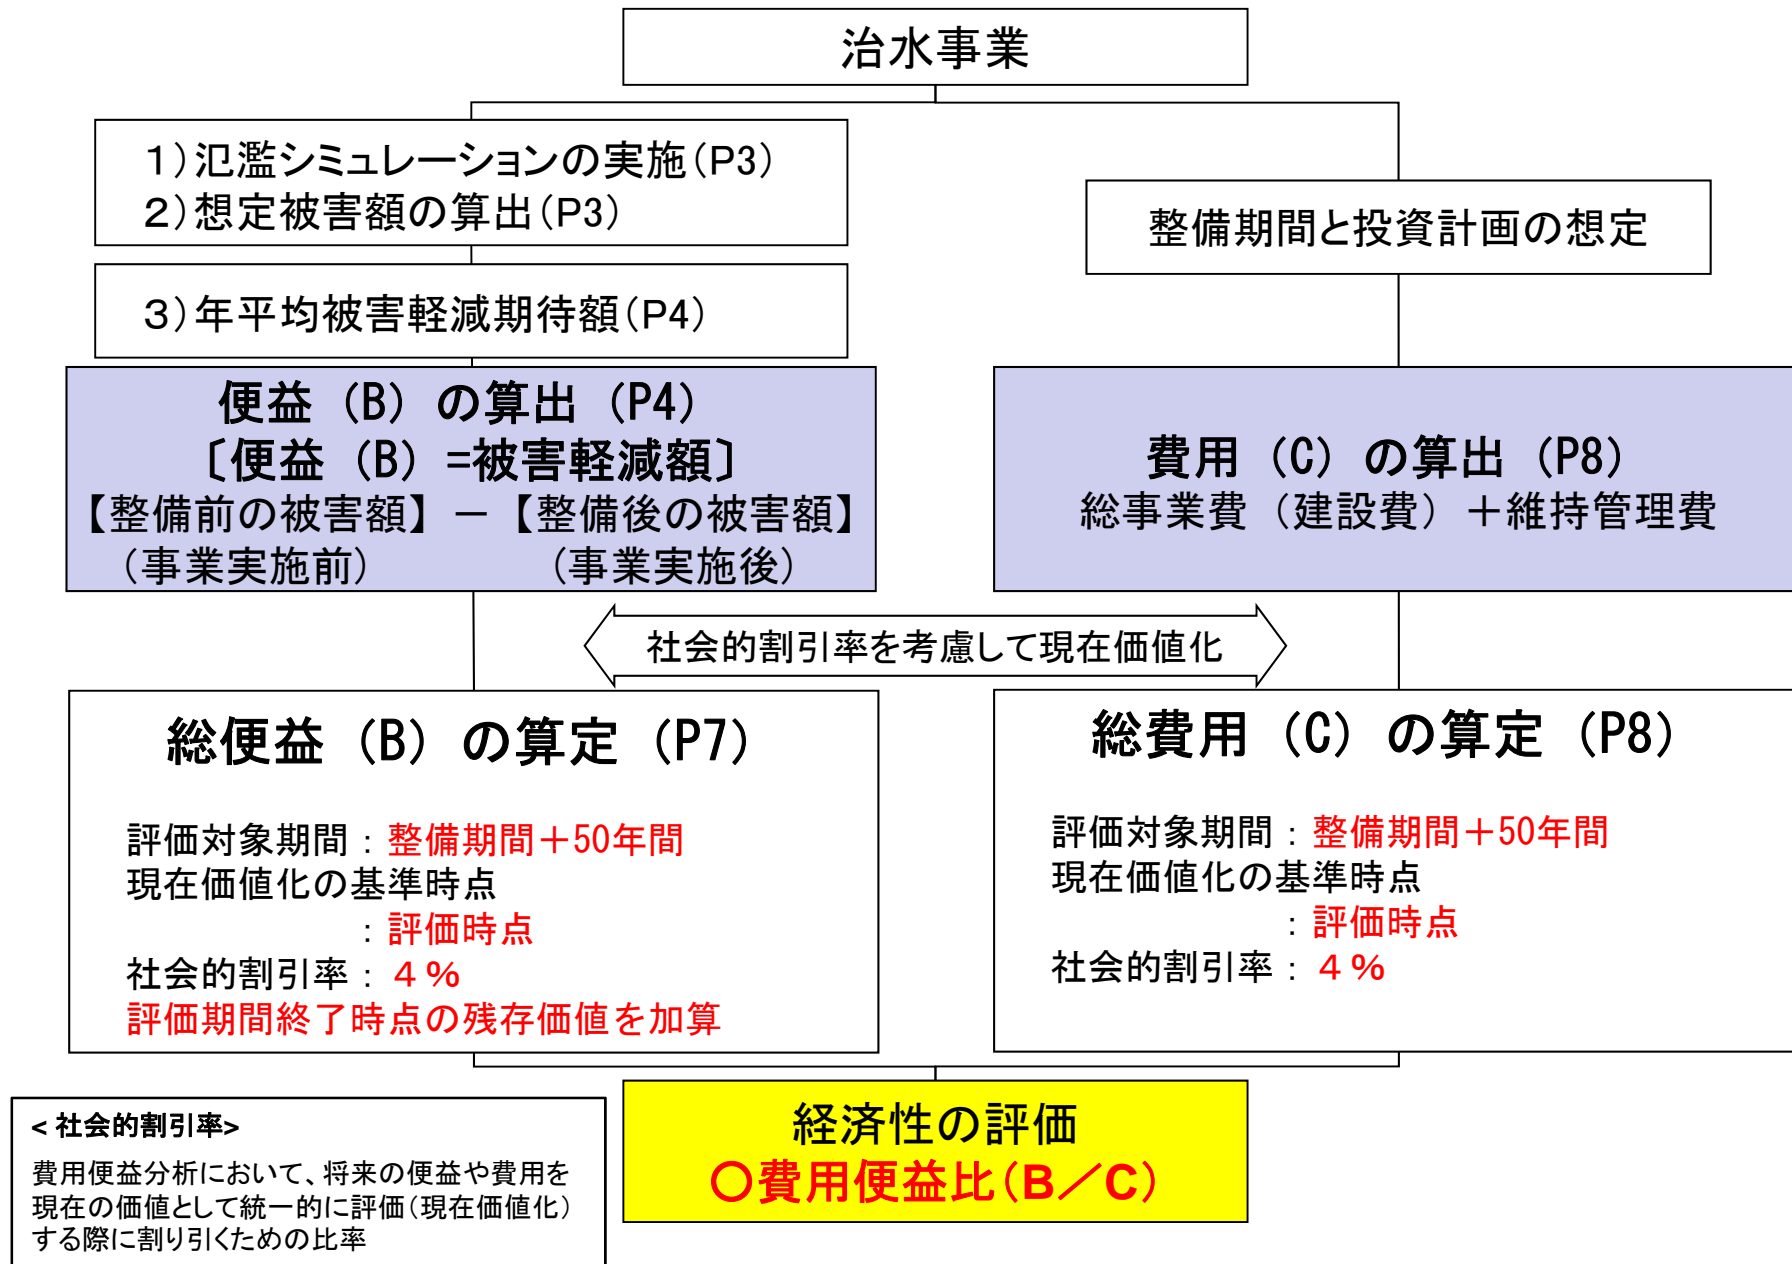 治水事業
1)氾濫シミュレーションの実施(P3)
2)想定被害額の算出(P3)
3)年平均被害軽減期待額(P4)
便益（B）の算出（P4）
〔便益（B）=被害軽減額〕
【整備前の被害額】－【整備後の被害額】
(事業実施前) (事業実施後)
整備期間と投資計画の想定
費用（C）の算出（P8）
総事業費（建設費）＋維持管理費
社会的割引率を考慮して現在価値化
総便益（B）の算定（P7）
評価対象期間：整備期間＋50年間
現在価値化の基準時点
：評価時点
社会的割引率：４％
評価期間終了時点の残存価値を加算
総費用（C）の算定（P8）
評価対象期間：整備期間＋50年間
現在価値化の基準時点
：評価時点
社会的割引率：４％
経済性の評価
○費用便益比(B／C)
<社会的割引率>
費用便益分析において、将来の便益や費用を
現在の価値として統一的に評価(現在価値化)
する際に割り引くための比率